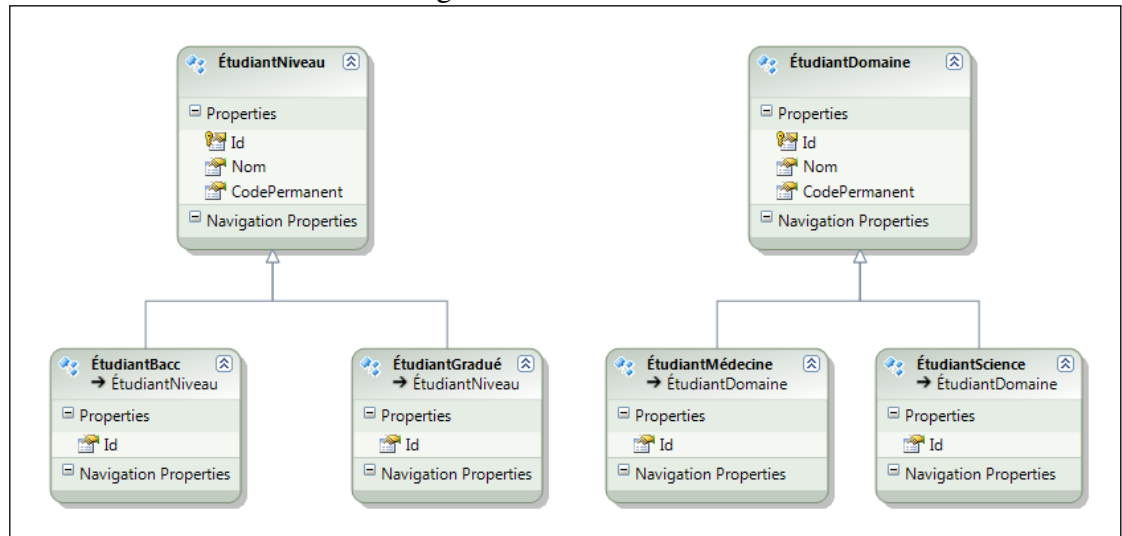 ÉtudiantNiveau
Properties
Id
Nom
CodePermanent
Navigation Properties
ÉtudiantDomaine
Properties
Id
Nom
CodePermanent
Navigation Properties
ÉtudiantBacc
→ ÉtudiantNiveau
Properties
Id
Navigation Properties
ÉtudiantGradué
→ ÉtudiantNiveau
Properties
Id
Navigation Properties
ÉtudiantMédecine
→ ÉtudiantDomaine
Properties
Id
Navigation Properties
ÉtudiantScience
→ ÉtudiantDomaine
Properties
Id
Navigation Properties